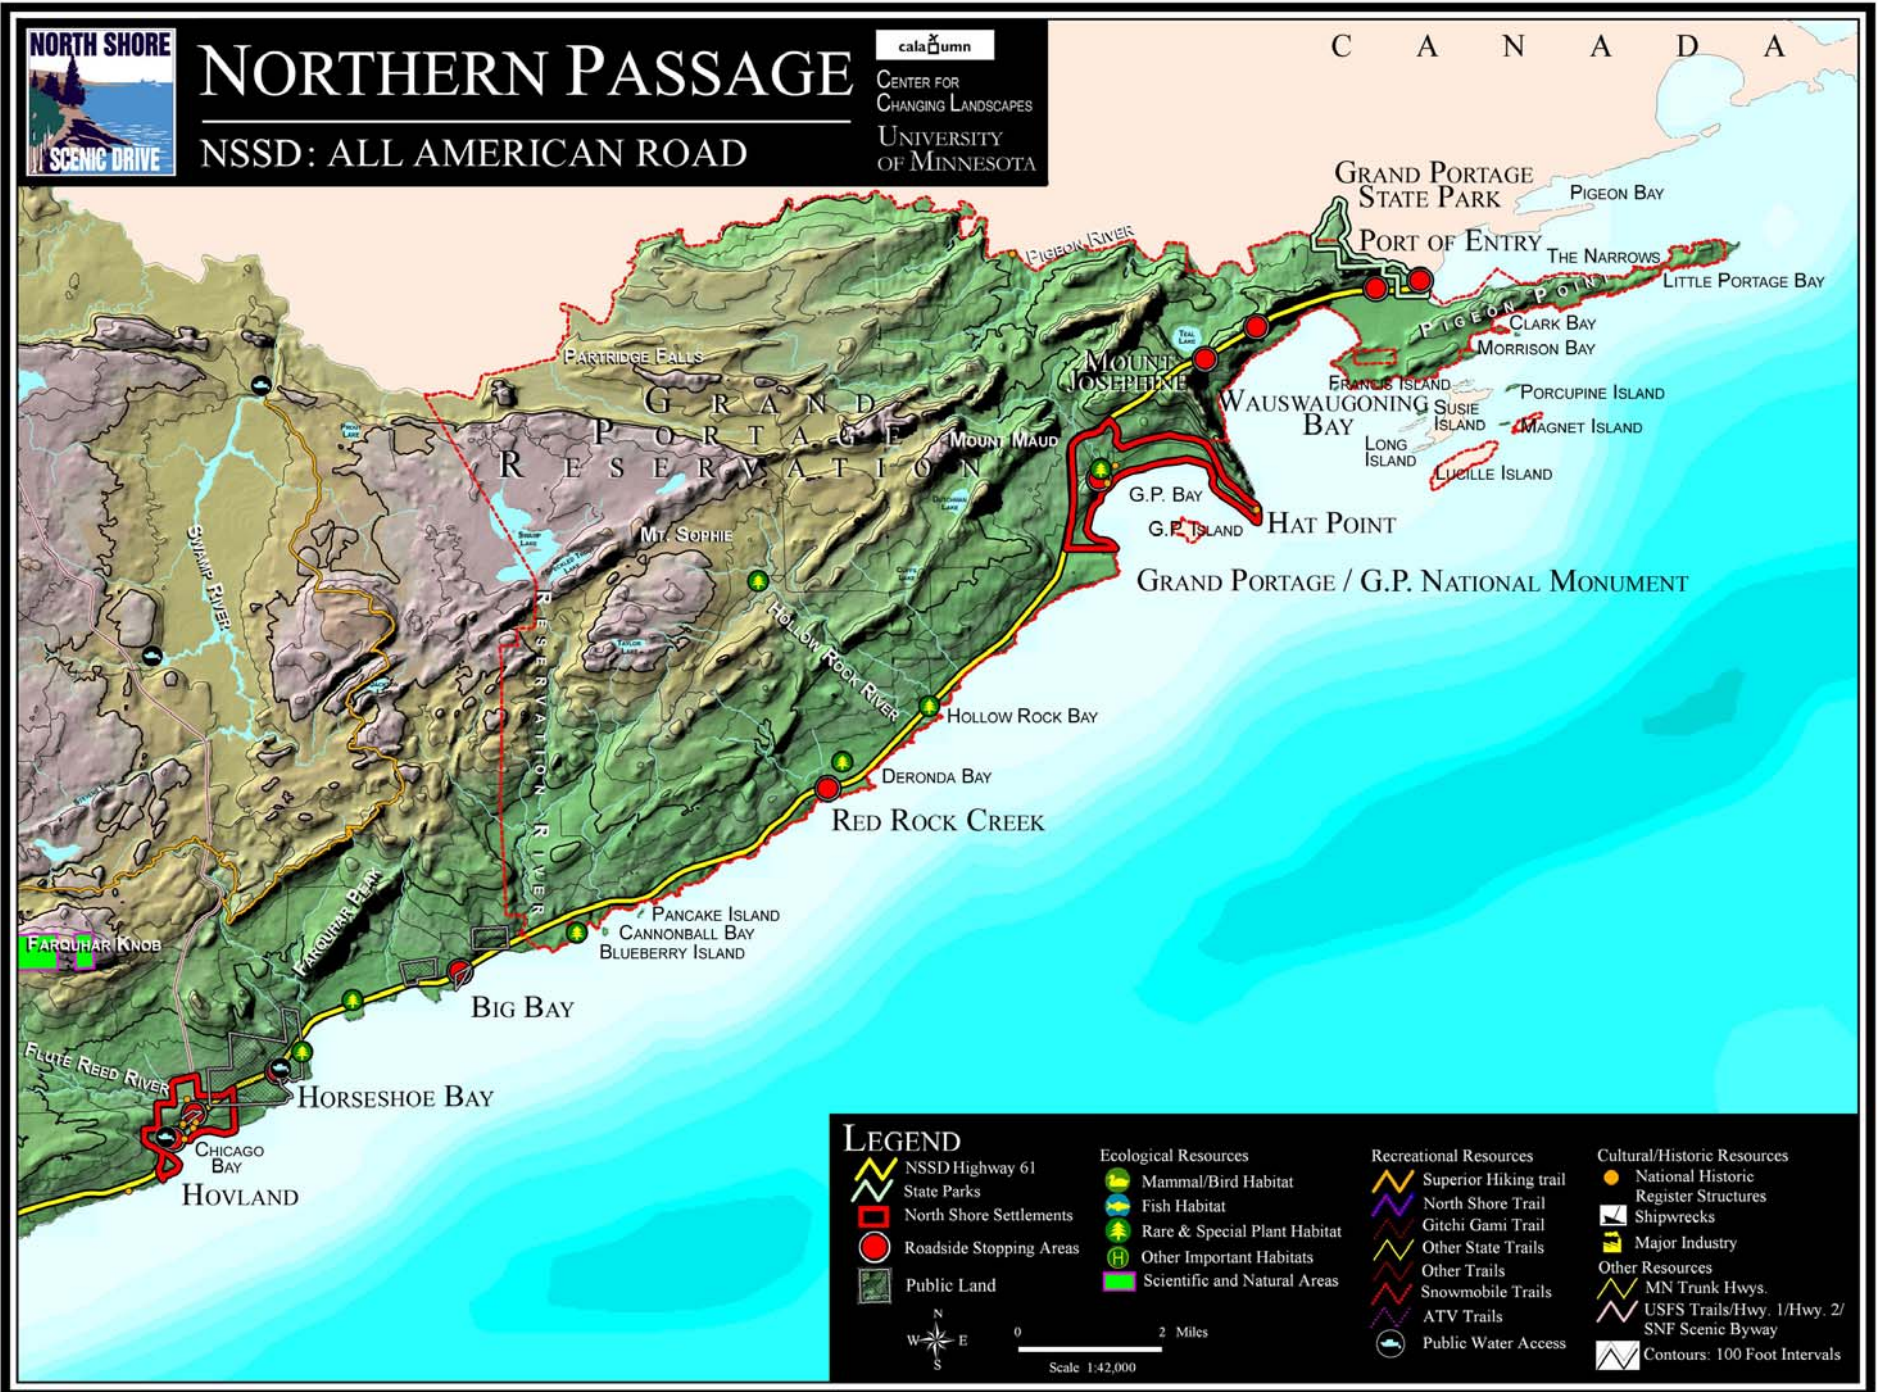 NORTH SHORE
SCENIC DRIVE
NORTHERN PASSAGE
NSSD: ALL AMERICAN ROAD
cala umn
CENTER FOR
CHANGING LANDSCAPES
UNIVERSITY
OF MINNESOTA
CANADA
GRAND PORTAGE
STATE PARK
PIGEON BAY
PORT OF ENTRY
PIGEON RIVER
THE NARROWS
LITTLE PORTAGE BAY
PIGEON POINT
CLARK BAY
MORRISON BAY
TEAL
LAKE
PARTRIDGE FALLS
MOUNT
JOSEPHINE
FRANCIS ISLAND
PORCUPINE ISLAND
GRAND
PORTAGE
RESERVATION
WAUSWAUGONING
BAY
SUSIE
ISLAND
MAGNET ISLAND
MOUNT MAUD
LONG
ISLAND
LUCILLE ISLAND
G.P. BAY
G.P. ISLAND
HAT POINT
SWAMP
LAKE
MT. SOPHIE
SWAMP RIVER
GRAND PORTAGE / G.P. NATIONAL MONUMENT
RESERVATION RIVER
TAYLOR
LAKE
HOLLOW ROCK RIVER
HOLLOW ROCK BAY
DERONDA BAY
RED ROCK CREEK
FARQUHAR PEAK
PANCAKE ISLAND
CANNONBALL BAY
BLUEBERRY ISLAND
FARQUHAR KNOB
BIG BAY
FLUTE REED RIVER
HORSESHOE BAY
CHICAGO
BAY
HOVLAND
LEGEND
NSSD Highway 61
State Parks
North Shore Settlements
Roadside Stopping Areas
Public Land
Ecological Resources
Mammal/Bird Habitat
Fish Habitat
Rare & Special Plant Habitat
H
Other Important Habitats
Scientific and Natural Areas
Recreational Resources
Superior Hiking trail
North Shore Trail
Gitchi Gami Trail
Other State Trails
Other Trails
Snowmobile Trails
ATV Trails
Public Water Access
Cultural/Historic Resources
National Historic
Register Structures
Shipwrecks
Major Industry
Other Resources
MN Trunk Hwys.
USFS Trails/Hwy. 1/Hwy. 2/
SNF Scenic Byway
Contours: 100 Foot Intervals
N
W E
S
0 2 Miles
Scale 1:42,000